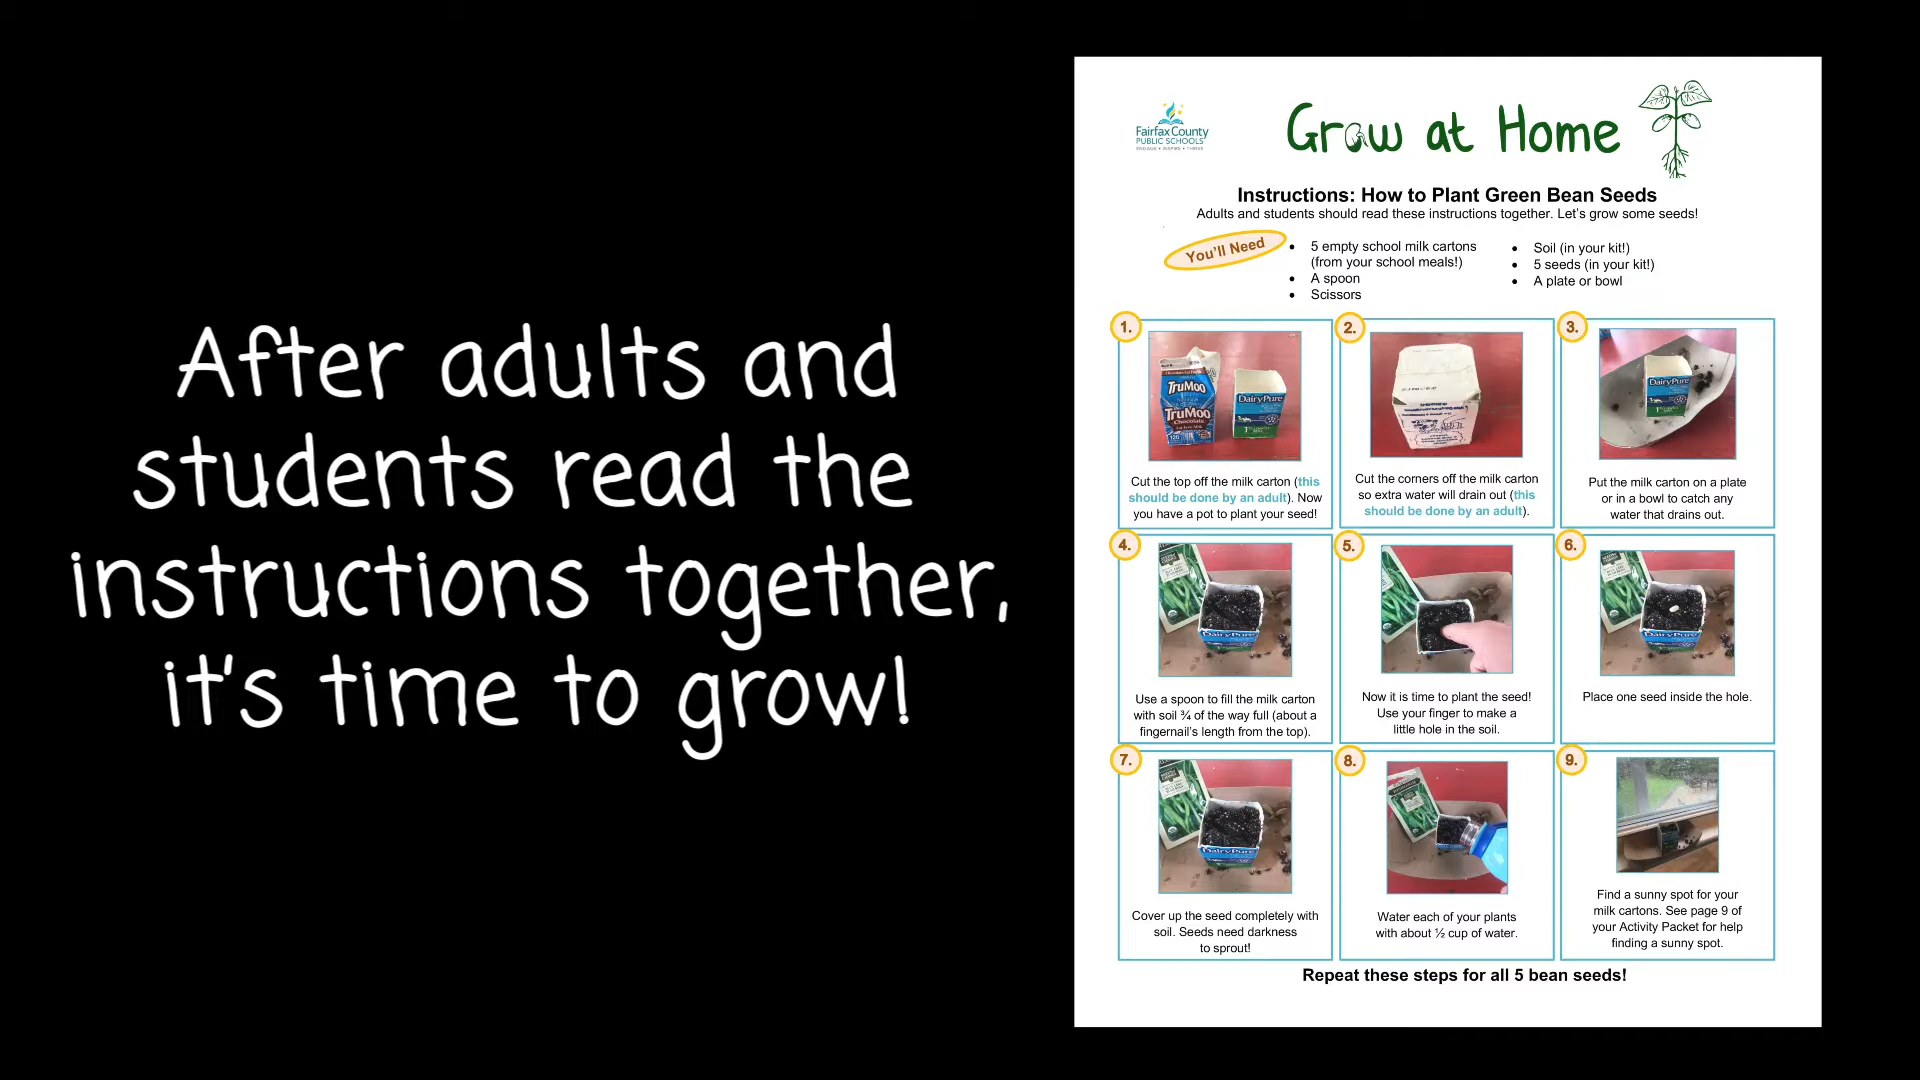 After adults and
students read the
instructions together,
it's time to grow!
Fairfax County
PUBLIC SCHOOLS
ENGAGE • INSPIRE • THRIVE
Grow at Home
Instructions: How to Plant Green Bean Seeds
Adults and students should read these instructions together. Let's grow some seeds!
You'll Need
• 5 empty school milk cartons
(from your school meals!)
• A spoon
• Scissors
• Soil (in your kit!)
• 5 seeds (in your kit!)
• A plate or bowl
1.
TruMoo
TruMoo
Chocolate
DairyPure
Cut the top off the milk carton (this
should be done by an adult). Now
you have a pot to plant your seed!
2.
Cut the corners off the milk carton
so extra water will drain out (this
should be done by an adult).
3.
DairyPure
Put the milk carton on a plate
or in a bowl to catch any
water that drains out.
4.
DairyPure
Use a spoon to fill the milk carton
with soil ¾ of the way full (about a
fingernail's length from the top).
5.
Now it is time to plant the seed!
Use your finger to make a
little hole in the soil.
6.
DairyPure
Place one seed inside the hole.
7.
DairyPure
Cover up the seed completely with
soil. Seeds need darkness
to sprout!
8.
Water each of your plants
with about ½ cup of water.
9.
Find a sunny spot for your
milk cartons. See page 9 of
your Activity Packet for help
finding a sunny spot.
Repeat these steps for all 5 bean seeds!